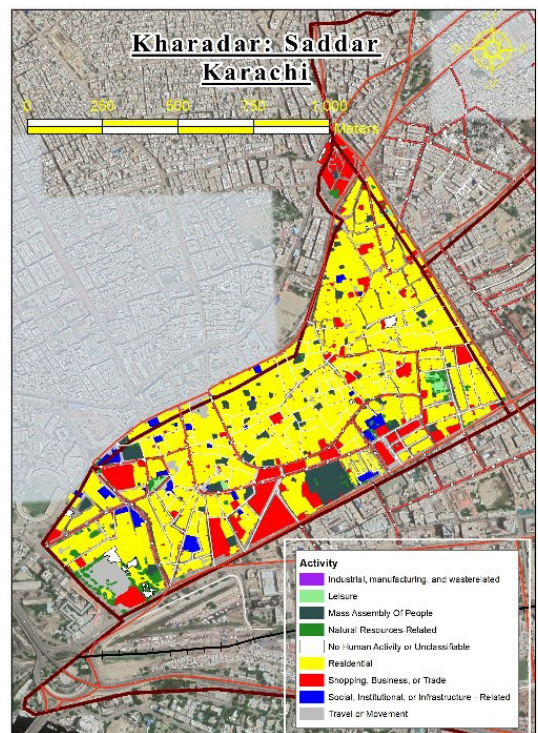 Kharadar: Saddar
Karachi
0 250 500 750 1,000
Meters
Activity
Industrial, manufacturing, and wasterelated
Leisure
Mass Assembly Of People
Natural Resources-Related
No Human Activity or Unclassifiable
Residential
Shopping, Business, or Trade
Social, Institutional, or Infrastructure - Related
Travel or Movement